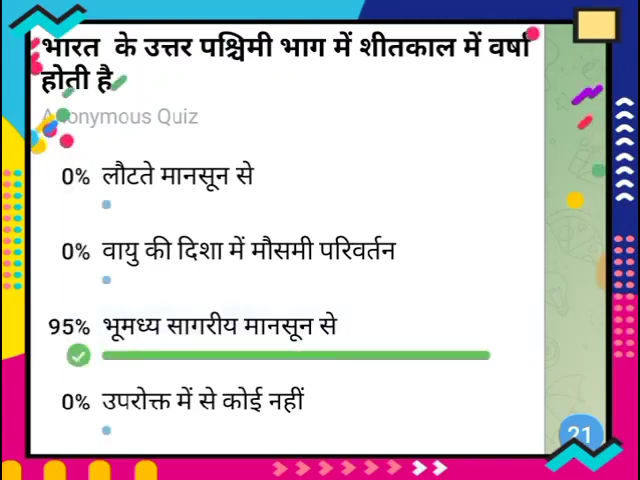 भारत के उत्तर पश्चिमी भाग में शीतकाल में वर्षा
होती है
Anonymous Quiz
0% लौटते मानसून से
0% वायु की दिशा में मौसमी परिवर्तन
95% भूमध्य सागरीय मानसून से
0% उपरोक्त में से कोई नहीं
21